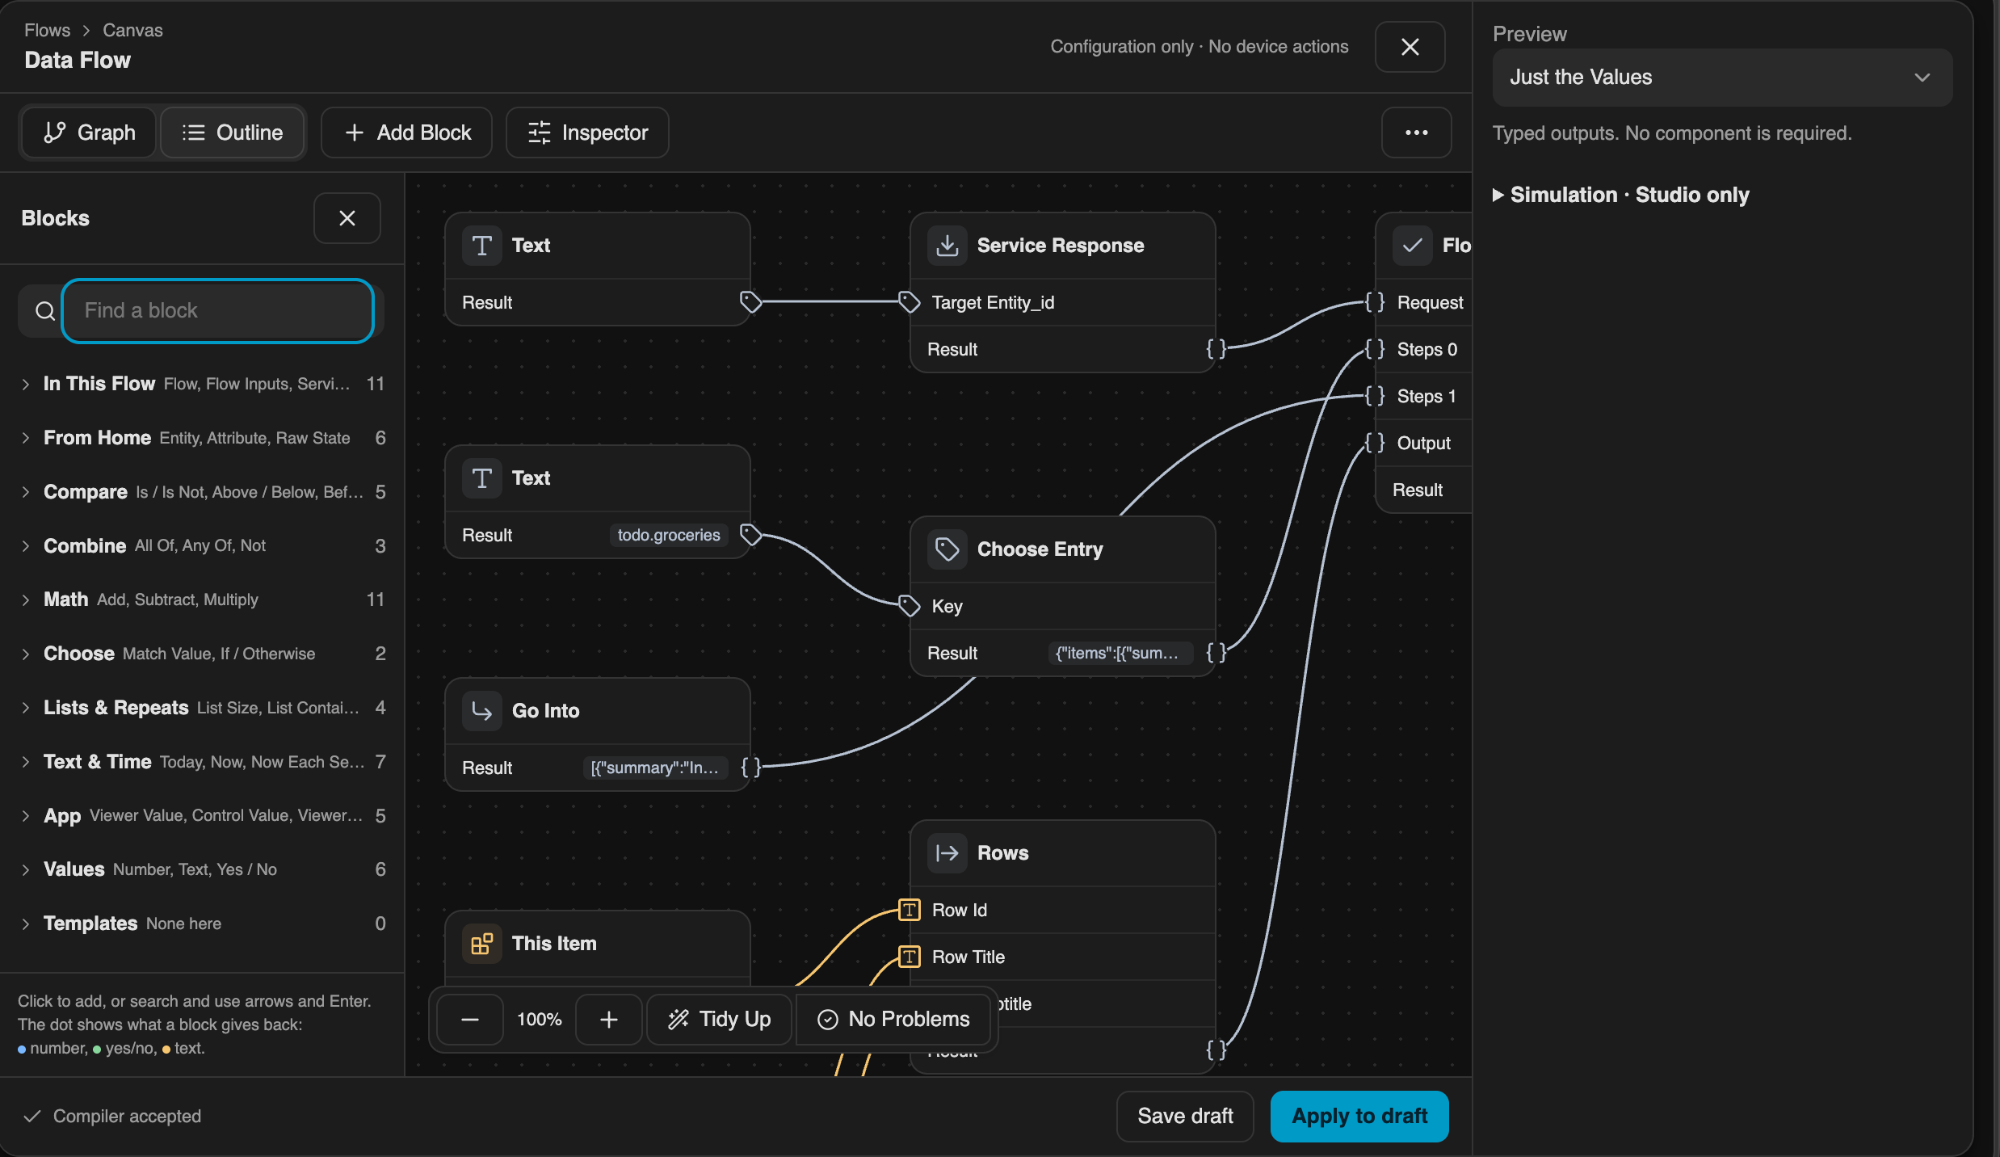 Flows > Canvas
Data Flow
Configuration only · No device actions
Graph
Outline
Add Block
Inspector
Blocks
Find a block
In This Flow Flow, Flow Inputs, Servi... 11
From Home Entity, Attribute, Raw State 6
Compare Is / Is Not, Above / Below, Bef... 5
Combine All Of, Any Of, Not 3
Math Add, Subtract, Multiply 11
Choose Match Value, If / Otherwise 2
Lists & Repeats List Size, List Contai... 4
Text & Time Today, Now, Now Each Se... 7
App Viewer Value, Control Value, Viewer... 5
Values Number, Text, Yes / No 6
Templates None here 0
Click to add, or search and use arrows and Enter.
The dot shows what a block gives back:
number, yes/no, text.
Text
Result
Text
Result todo.groceries
Go Into
Result [{"summary":"In...
This Item
Service Response
Target Entity_id
Result
Choose Entry
Key
Result {"items":[{"sum...
Rows
Row Id
Row Title
btitle
Result
Flo
Request
Steps 0
Steps 1
Output
Result
100%
Tidy Up
No Problems
Compiler accepted
Save draft
Apply to draft
Preview
Just the Values
Typed outputs. No component is required.
Simulation · Studio only